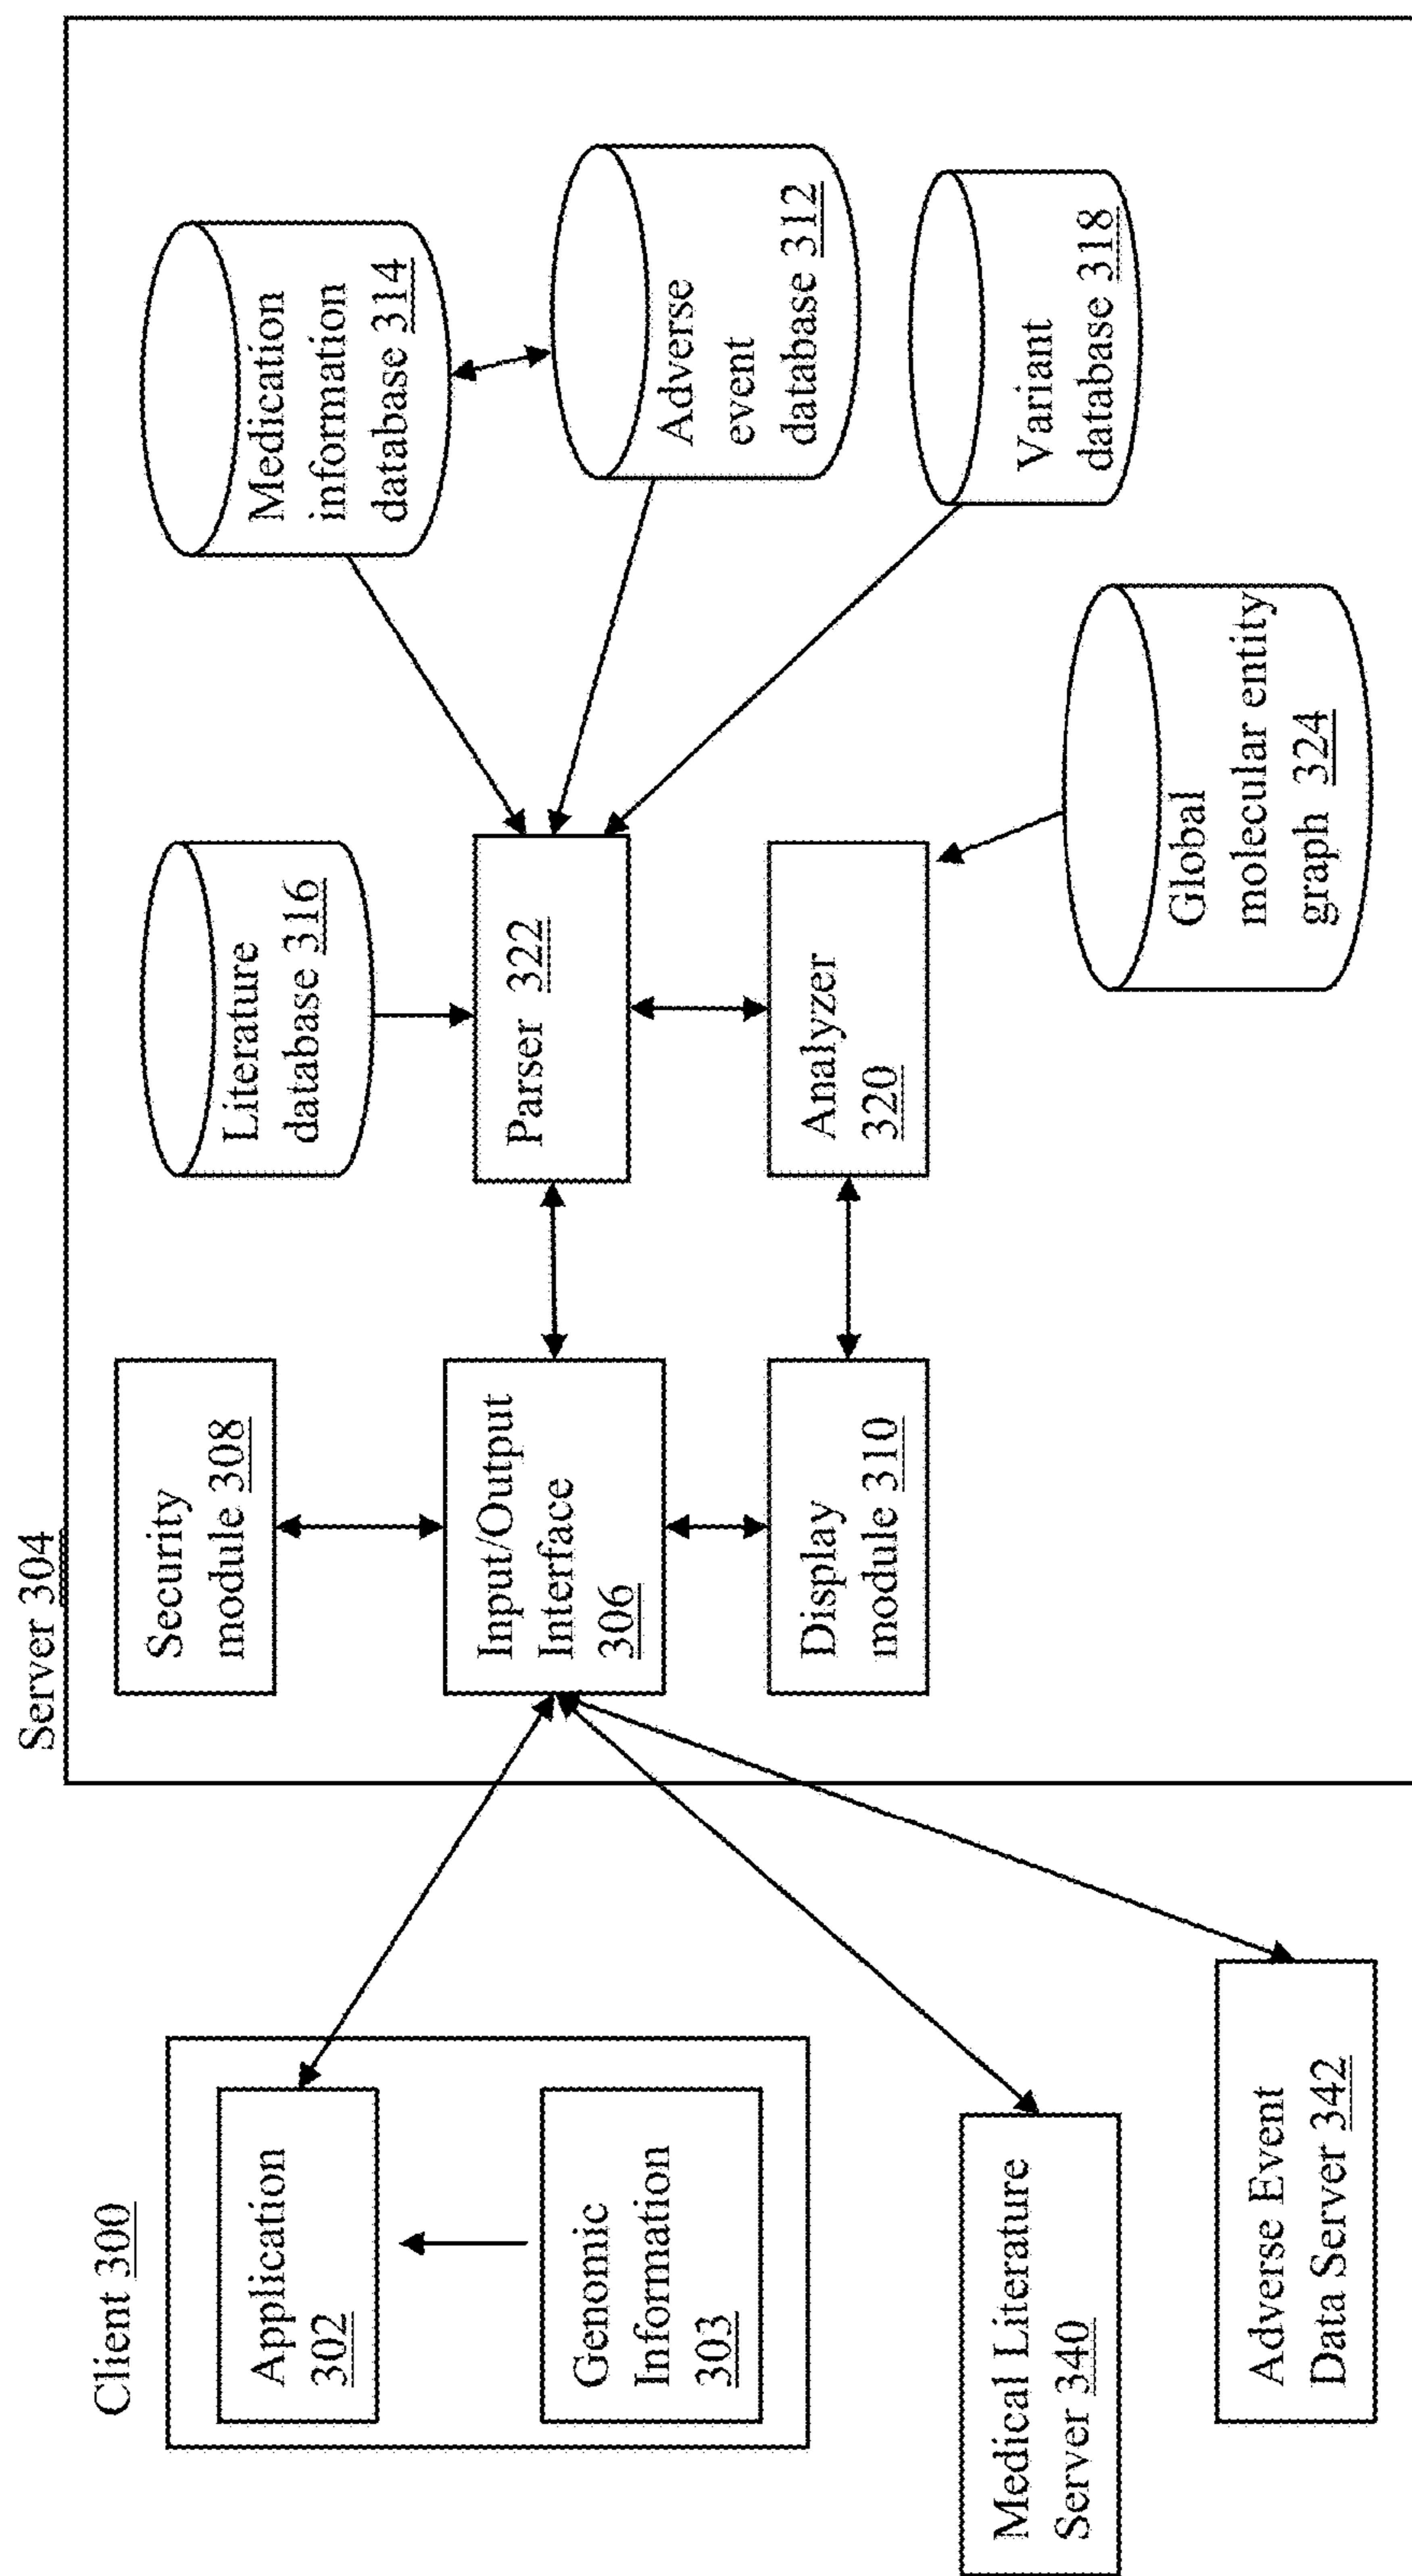 Server 304
Client 300
Application
302
Genomic
Information
303
Medical Literature
Server 340
Adverse Event
Data Server 342
Security
module 308
Input/Output
Interface
306
Display
module 310
Literature
database 316
Parser 322
Analyzer
320
Medication
information
database 314
Adverse
event
database 312
Variant
database 318
Global
molecular entity
graph 324